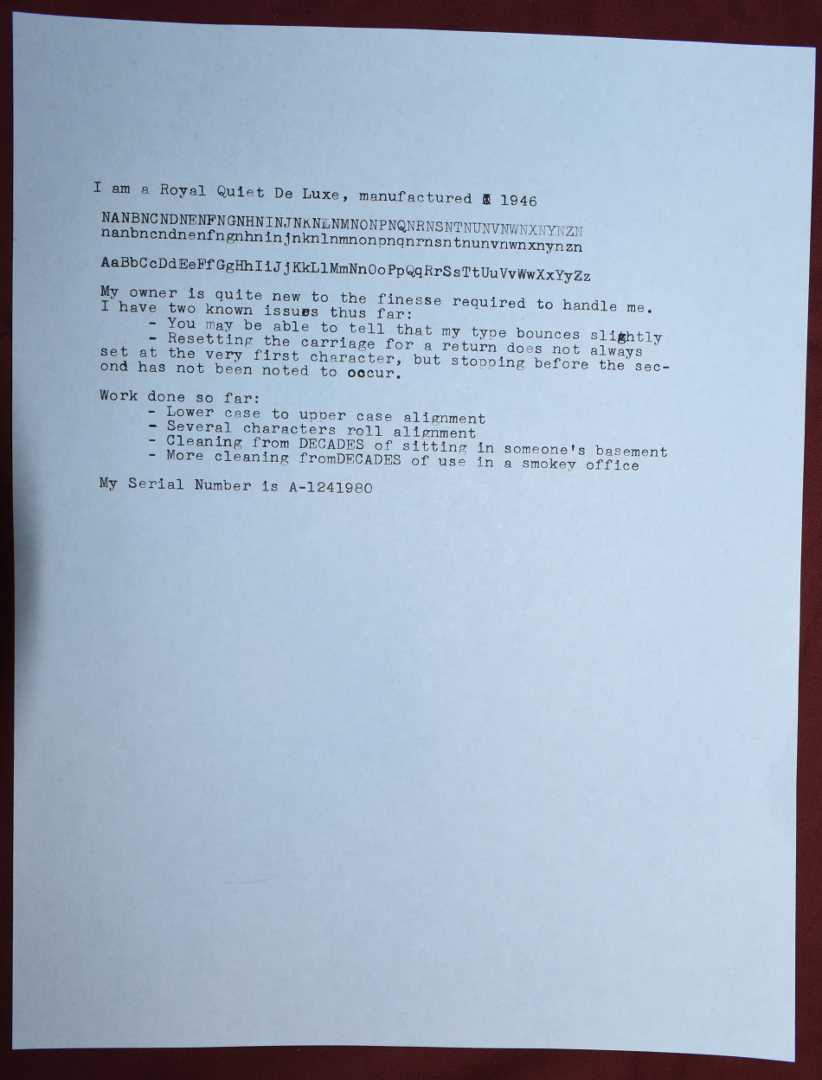 I am a Royal Quiet De Luxe, manufactured 1946
NANBNCNDNENFNGNHNINJNKNLNMNONPNQNRNSNTNUNVNWNXNYNZN
nanbncndnenfngnhninjnknlnmnonpnqnrnsntnunvnwnxnynzn
AaBbCcDdEeFfGgHhIiJjKkLlMmNnOoPpQqRrSsTtUuVvWwXxYyZz
My owner is quite new to the finesse required to handle me.
I have two known issues thus far:
- You may be able to tell that my type bounces slightly
- Resetting the carriage for a return does not always
set at the very first character, but stopping before the sec-
ond has not been noted to occur.
Work done so far:
- Lower case to upper case alignment
- Several characters roll alignment
- Cleaning from DECADES of sitting in someone's basement
- More cleaning fromDECADES of use in a smokey office
My Serial Number is A-1241980